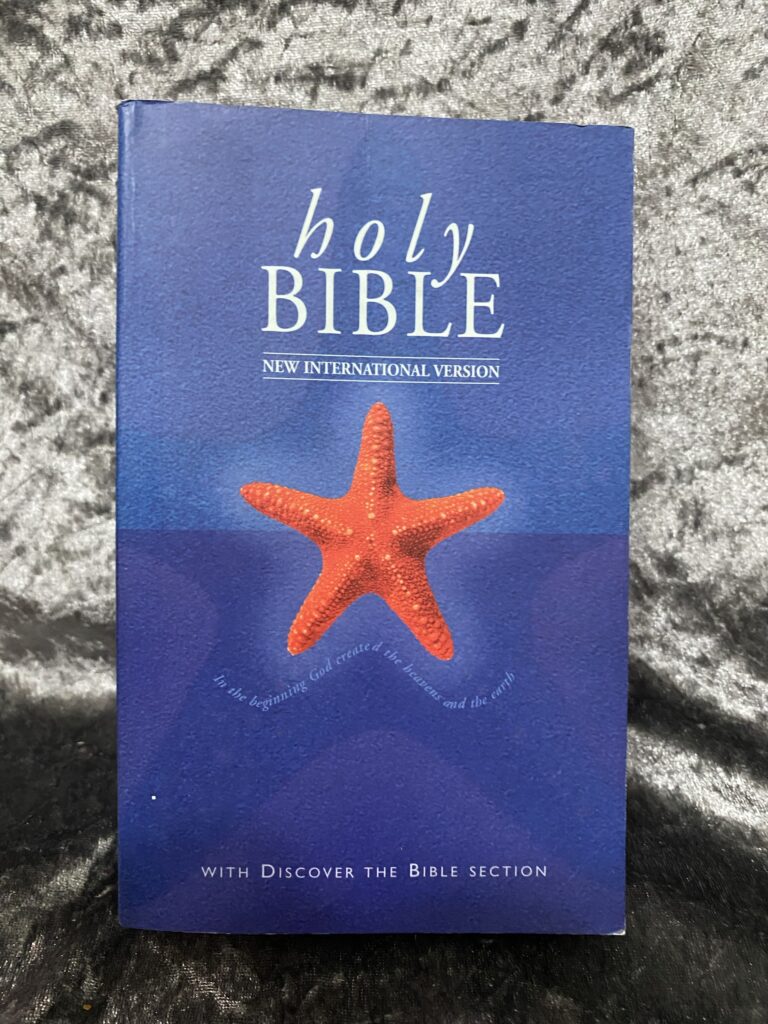 holy
BIBLE
NEW INTERNATIONAL VERSION
In the beginning God created the heavens and the earth
WITH DISCOVER THE BIBLE SECTION